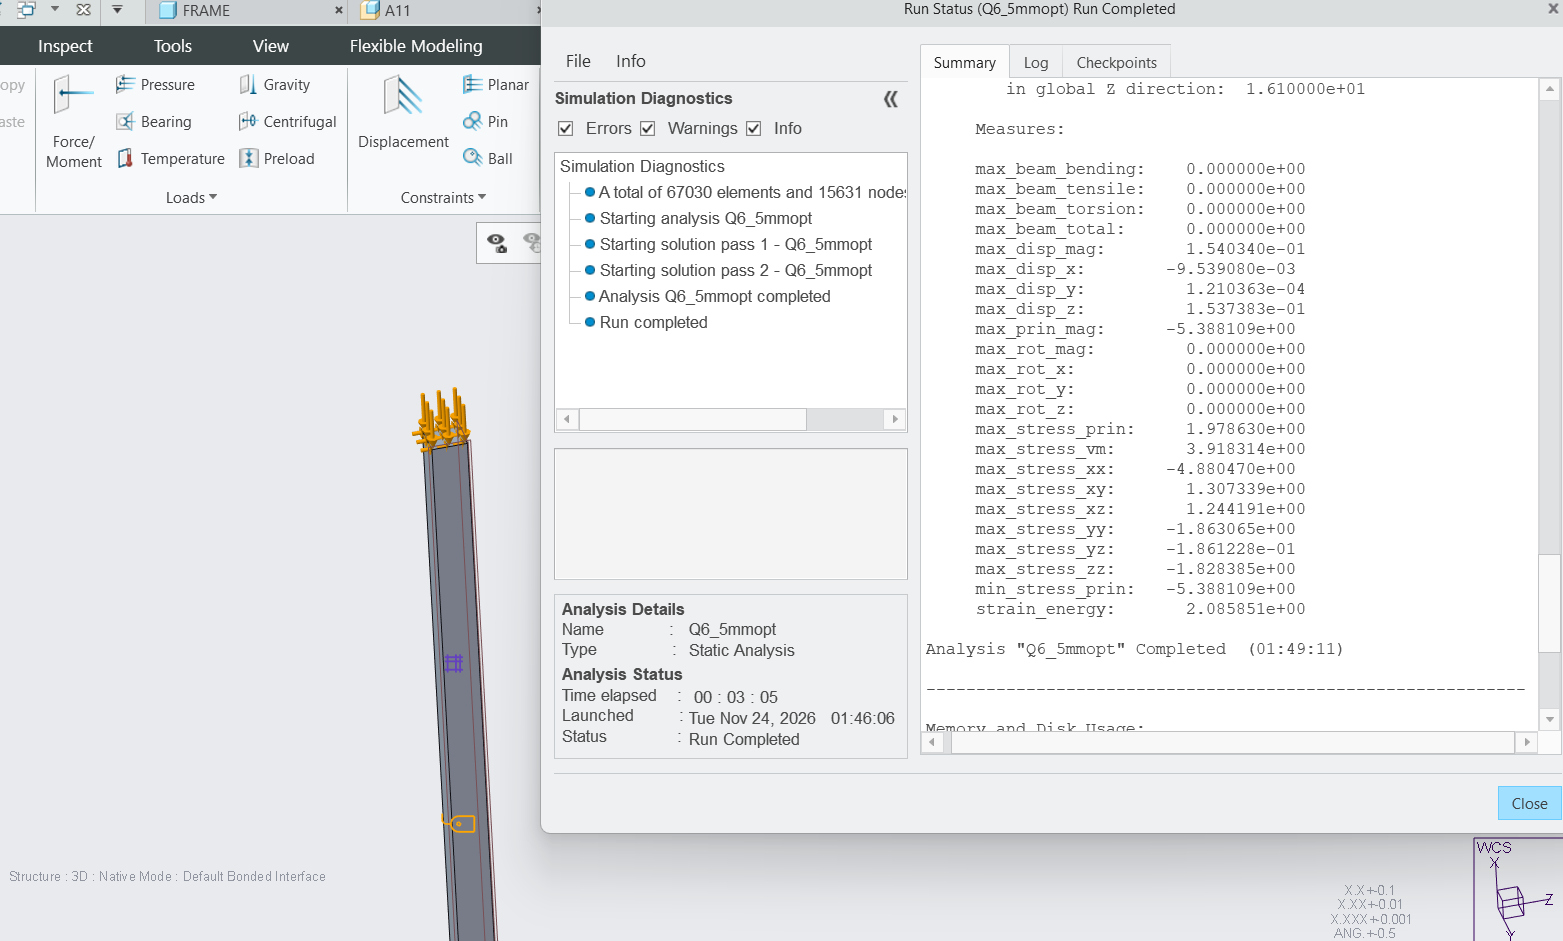 FRAME
A11
Run Status (Q6_5mmopt) Run Completed
Inspect
Tools
View
Flexible Modeling
opy
aste
Force/
Moment
Pressure
Bearing
Temperature
Gravity
Centrifugal
Preload
Loads
Displacement
Planar
Pin
Ball
Constraints
File
Info
Simulation Diagnostics
Errors
Warnings
Info
Simulation Diagnostics
A total of 67030 elements and 15631 nodes
Starting analysis Q6_5mmopt
Starting solution pass 1 - Q6_5mmopt
Starting solution pass 2 - Q6_5mmopt
Analysis Q6_5mmopt completed
Run completed
Analysis Details
Name : Q6_5mmopt
Type : Static Analysis
Analysis Status
Time elapsed : 00 : 03 : 05
Launched : Tue Nov 24, 2026 01:46:06
Status : Run Completed
Summary
Log
Checkpoints
in global Z direction: 1.610000e+01
Measures:
max_beam_bending: 0.000000e+00
max_beam_tensile: 0.000000e+00
max_beam_torsion: 0.000000e+00
max_beam_total: 0.000000e+00
max_disp_mag: 1.540340e-01
max_disp_x: -9.539080e-03
max_disp_y: 1.210363e-04
max_disp_z: 1.537383e-01
max_prin_mag: -5.388109e+00
max_rot_mag: 0.000000e+00
max_rot_x: 0.000000e+00
max_rot_y: 0.000000e+00
max_rot_z: 0.000000e+00
max_stress_prin: 1.978630e+00
max_stress_vm: 3.918314e+00
max_stress_xx: -4.880470e+00
max_stress_xy: 1.307339e+00
max_stress_xz: 1.244191e+00
max_stress_yy: -1.863065e+00
max_stress_yz: -1.861228e-01
max_stress_zz: -1.828385e+00
min_stress_prin: -5.388109e+00
strain_energy: 2.085851e+00
Analysis "Q6_5mmopt" Completed (01:49:11)
------------------------------------------------------------
Memory and Disk Usage:
Close
Structure : 3D : Native Mode : Default Bonded Interface
X.X+-0.1
X.XX+-0.01
X.XXX+-0.001
ANG.+-0.5
WCS
X
Z
Y